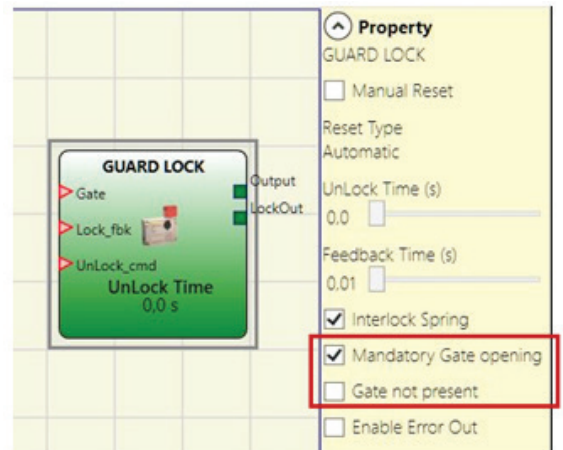 GUARD LOCK
Gate
Lock_fbk
UnLock_cmd
Output
LockOut
UnLock Time
0,0 s
Property
GUARD LOCK
Manual Reset
Reset Type
Automatic
UnLock Time (s)
0,0
Feedback Time (s)
0,01
Interlock Spring
Mandatory Gate opening
Gate not present
Enable Error Out